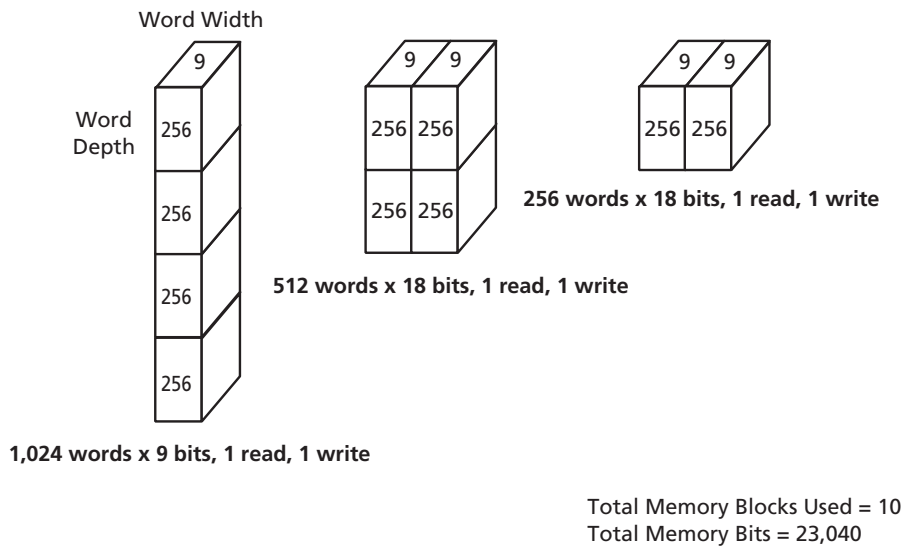 Word Width
9
Word
Depth
256
256
256
256
1,024 words x 9 bits, 1 read, 1 write
9 9
256 256
256 256
512 words x 18 bits, 1 read, 1 write
9 9
256 256
256 words x 18 bits, 1 read, 1 write
Total Memory Blocks Used = 10
Total Memory Bits = 23,040